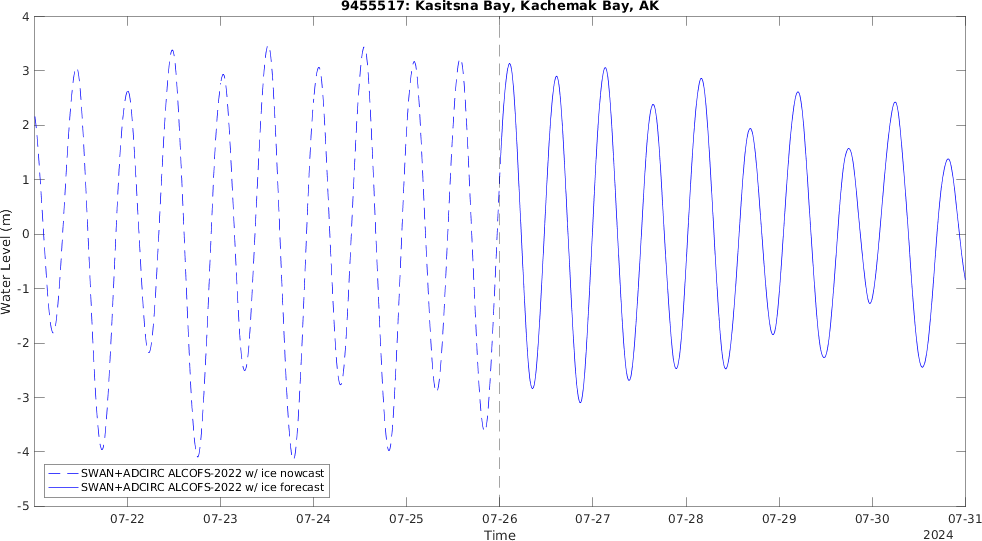 9455517: Kasitsna Bay, Kachemak Bay, AK
4
3
2
1
0
-1
-2
-3
-4
-5
Water Level (m)
SWAN+ADCIRC ALCOFS-2022 w/ ice nowcast
SWAN+ADCIRC ALCOFS-2022 w/ ice forecast
07-22 07-23 07-24 07-25 07-26 07-27 07-28 07-29 07-30 07-31
Time
2024